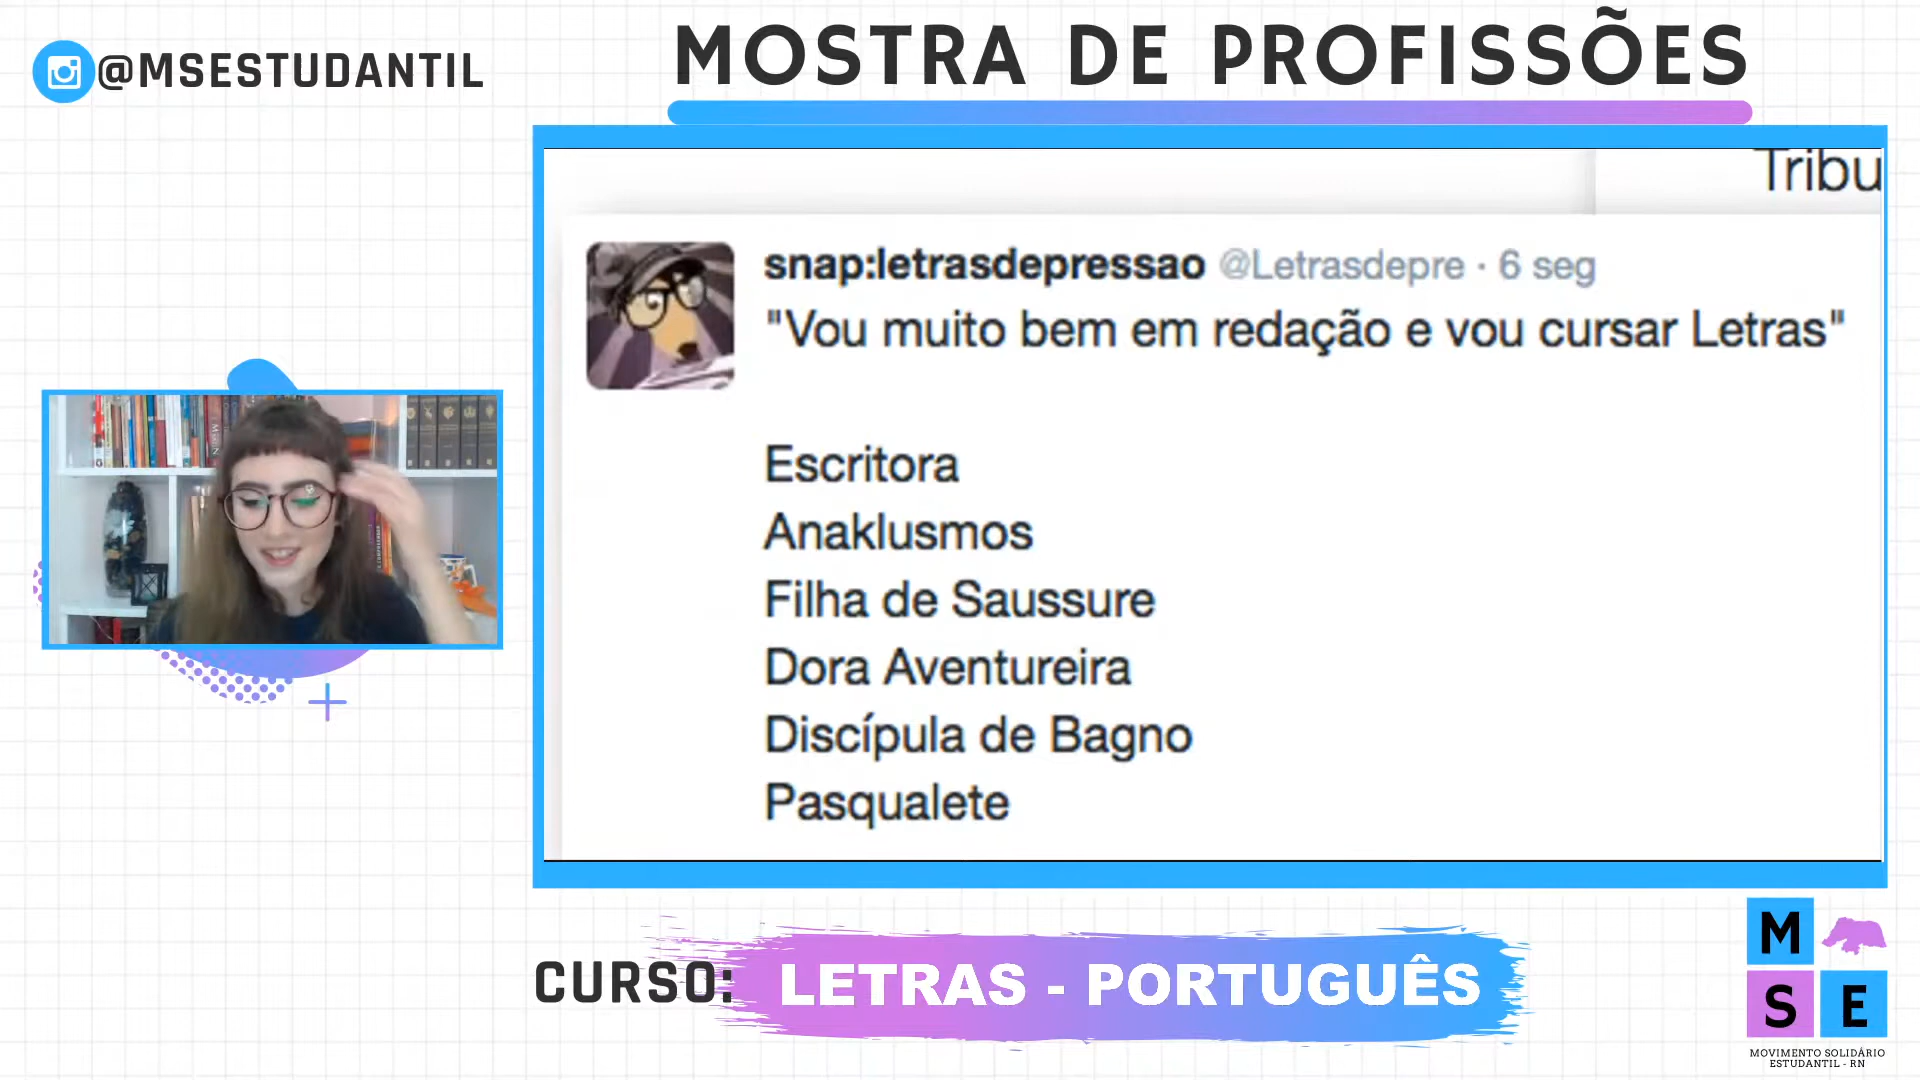 @MSESTUDANTIL
MOSTRA DE PROFISSÕES
Tribu
snap:letrasdepressao @Letrasdepre · 6 seg
"Vou muito bem em redação e vou cursar Letras"
Escritora
Anaklusmos
Filha de Saussure
Dora Aventureira
Discípula de Bagno
Pasqualete
CURSO: LETRAS - PORTUGUÊS
M
S E
MOVIMENTO SOLIDÁRIO
ESTUDANTIL - RN